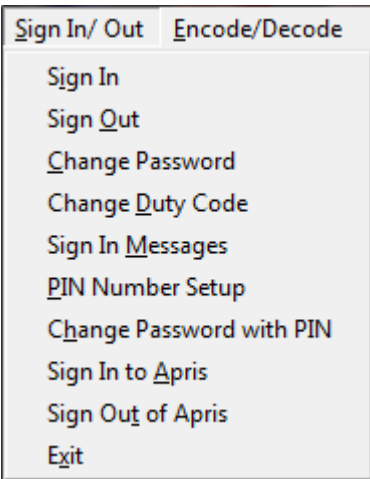 Sign In/ Out Encode/Decode
Sign In
Sign Out
Change Password
Change Duty Code
Sign In Messages
PIN Number Setup
Change Password with PIN
Sign In to Apris
Sign Out of Apris
Exit